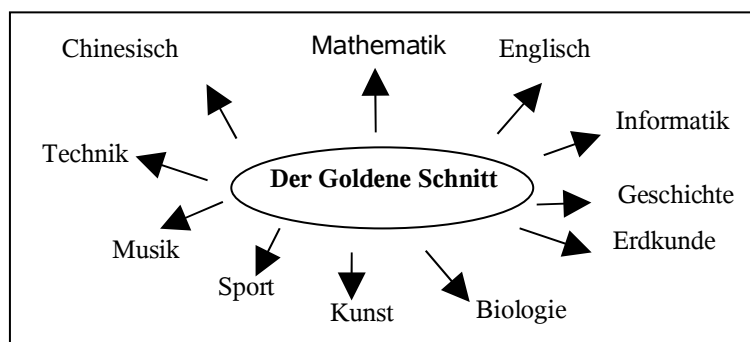 Chinesisch
Mathematik
Englisch
Informatik
Technik
Der Goldene Schnitt
Geschichte
Musik
Erdkunde
Sport
Kunst
Biologie